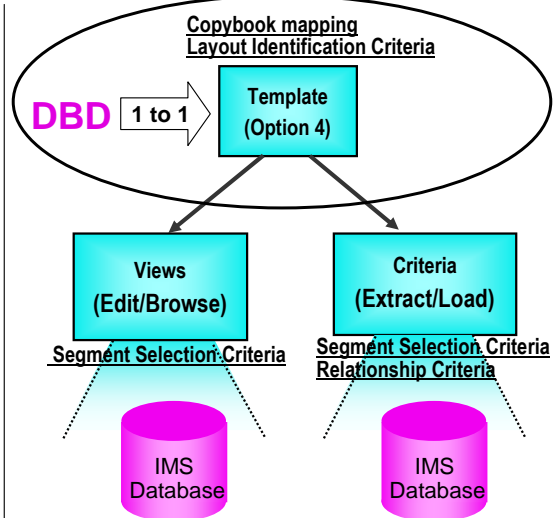 Copybook mapping
Layout Identification Criteria
DBD
1 to 1
Template
(Option 4)
Views
(Edit/Browse)
Criteria
(Extract/Load)
Segment Selection Criteria
Segment Selection Criteria
Relationship Criteria
IMS
Database
IMS
Database